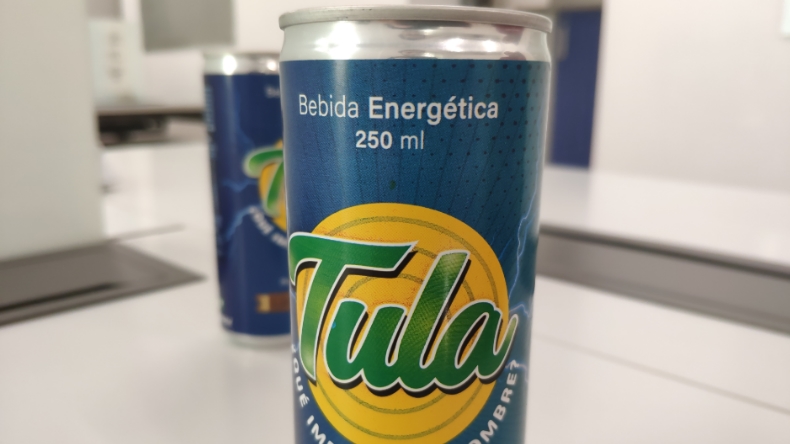 Bebida Energética
250 ml
Tula
¿QUÉ